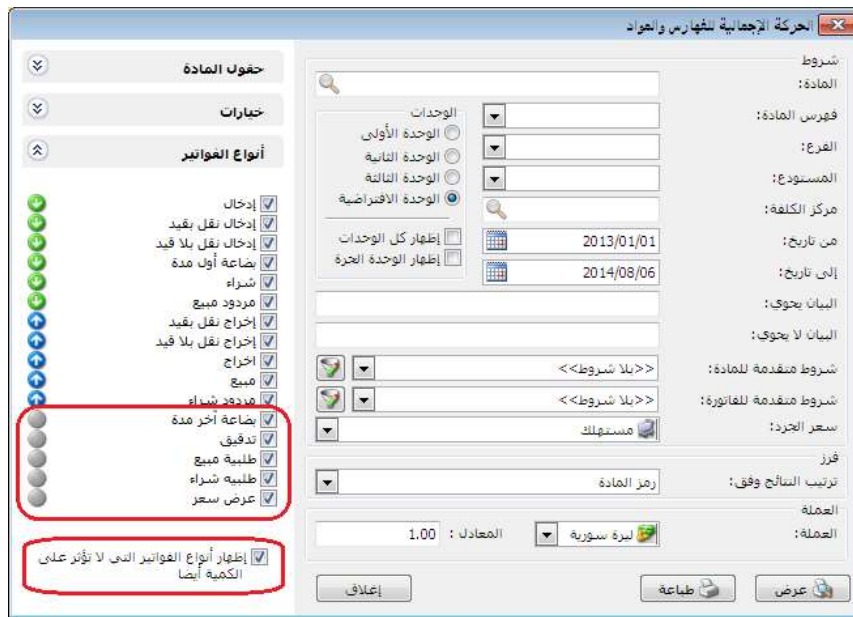 الحركة الإجمالية للفهارس والمواد
شروط
المادة:
فهرس المادة:
الفرع:
المستودع:
مركز الكلفة:
من تاريخ: 2013/01/01
إلى تاريخ: 2014/08/06
البيان يحوي:
البيان لا يحوي:
شروط متقدمة للمادة: <<بلا شروط>>
شروط متقدمة للفاتورة: <<بلا شروط>>
سعر الجرد: مستهلك
الوحدات
الوحدة الأولى
الوحدة الثانية
الوحدة الثالثة
الوحدة الافتراضية
إظهار كل الوحدات
إظهار الوحدة الحرة
فرز
ترتيب النتائج وفق: رمز المادة
العملة
العملة: ليرة سورية المعادل : 1.00
عرض طباعة إغلاق
حقول المادة
خيارات
أنواع الفواتير
إدخال
إدخال نقل بقيد
إدخال نقل بلا قيد
بضاعة أول مدة
شراء
مردود مبيع
إخراج نقل بقيد
إخراج نقل بلا قيد
اخراج
مبيع
مردود شراء
بضاعة آخر مدة
تدقيق
طلبية مبيع
طلبيه شراء
عرض سعر
إظهار أنواع الفواتير التي لا تؤثر على
الكمية أيضا